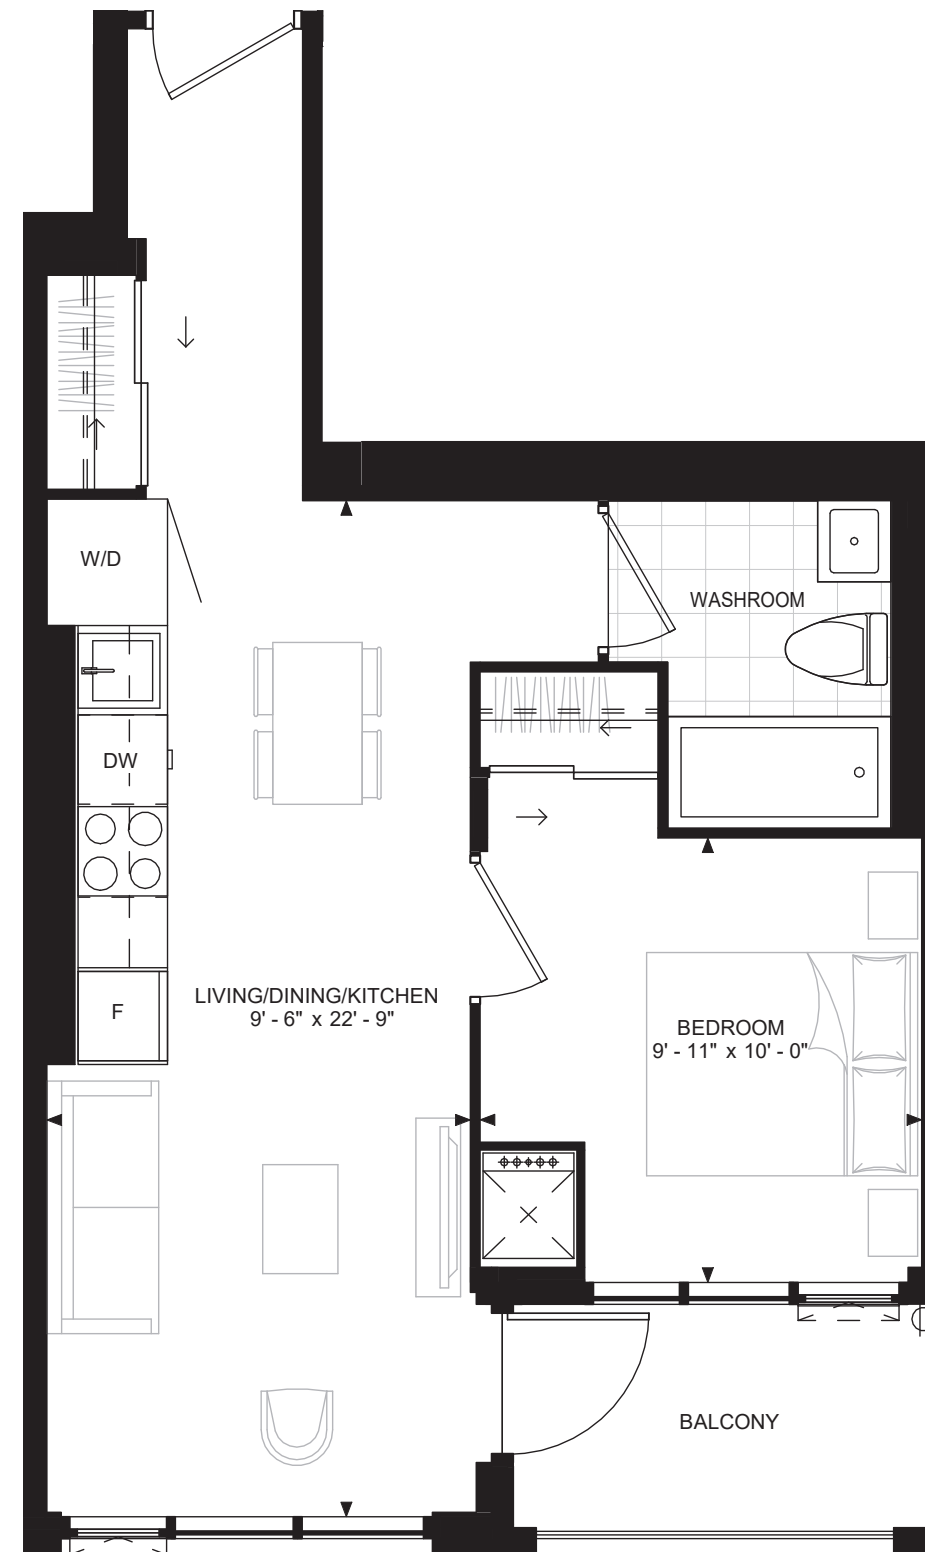 W/D
WASHROOM
DW
F
LIVING/DINING/KITCHEN
9' - 6" x 22' - 9"
BEDROOM
9' - 11" x 10' - 0"
BALCONY